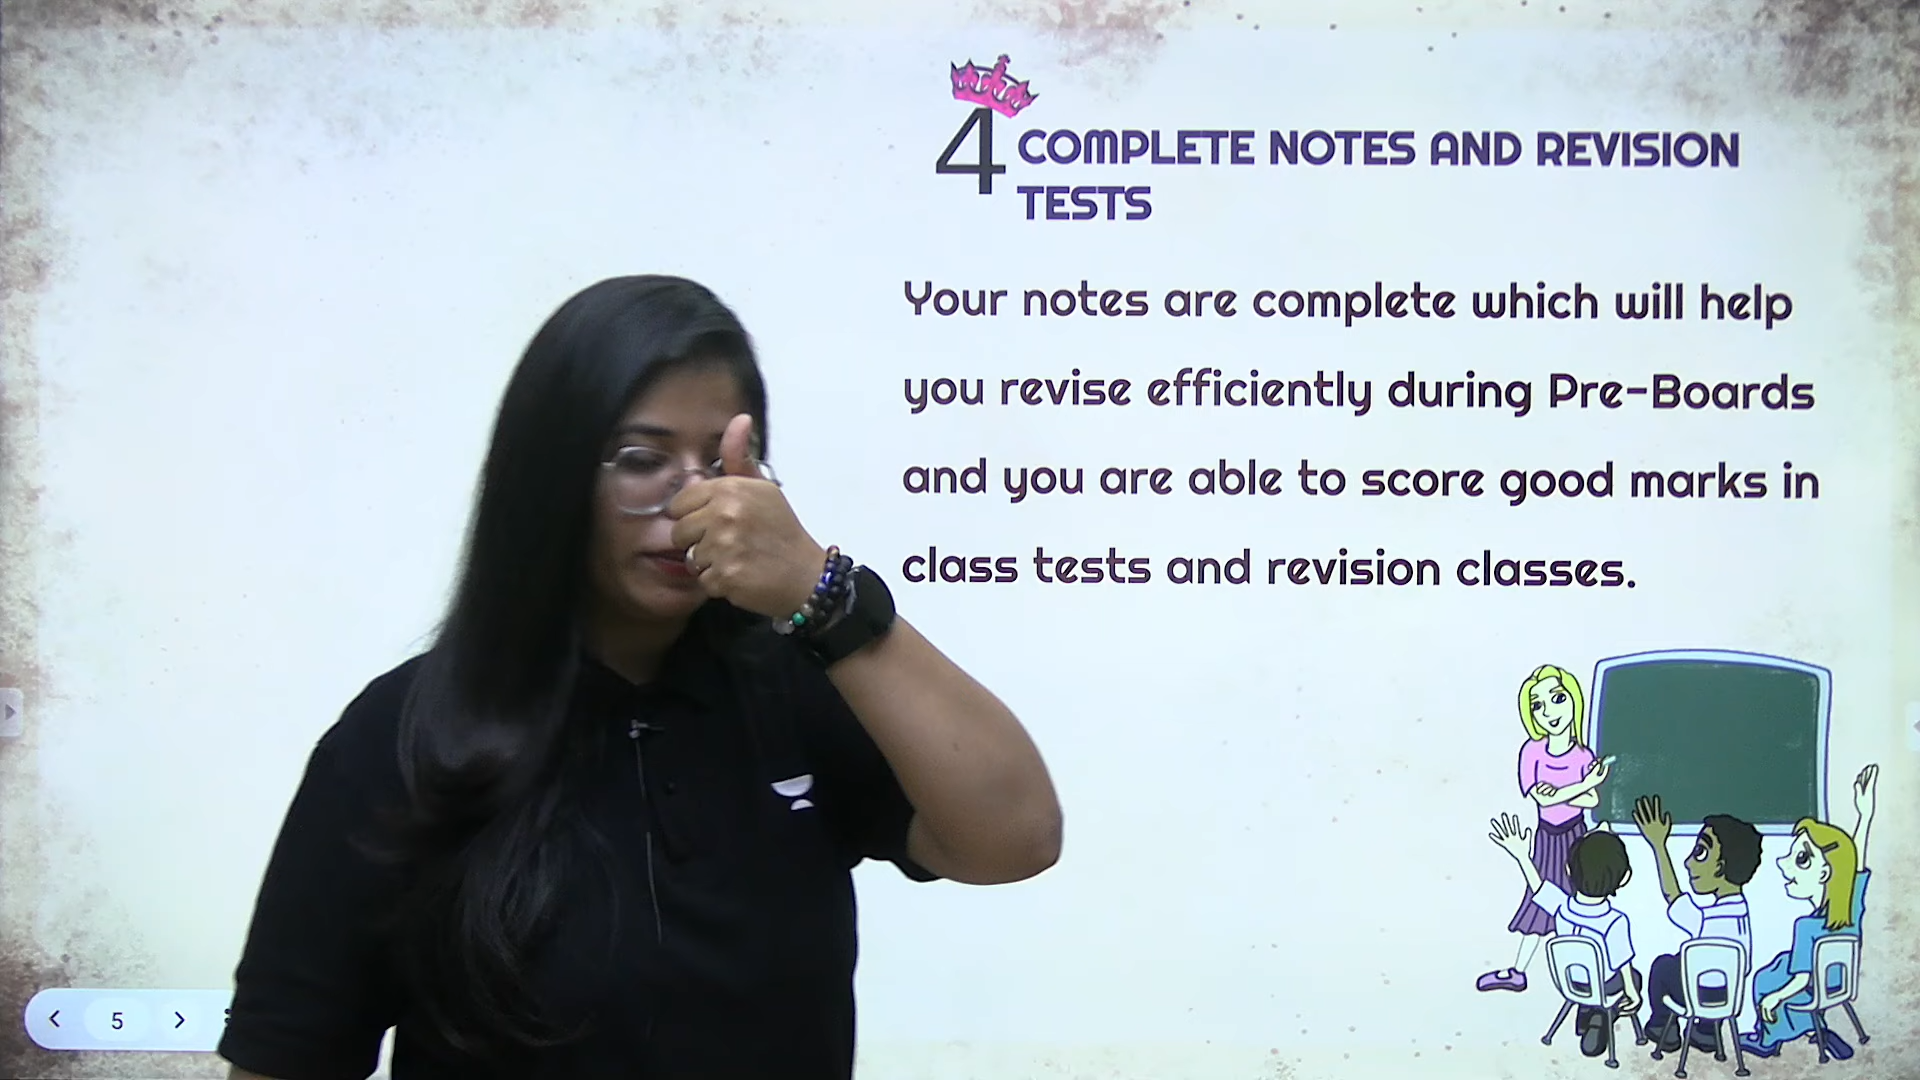 4 COMPLETE NOTES AND REVISION
TESTS
Your notes are complete which will help
you revise efficiently during Pre-Boards
and you are able to score good marks in
class tests and revision classes.
5